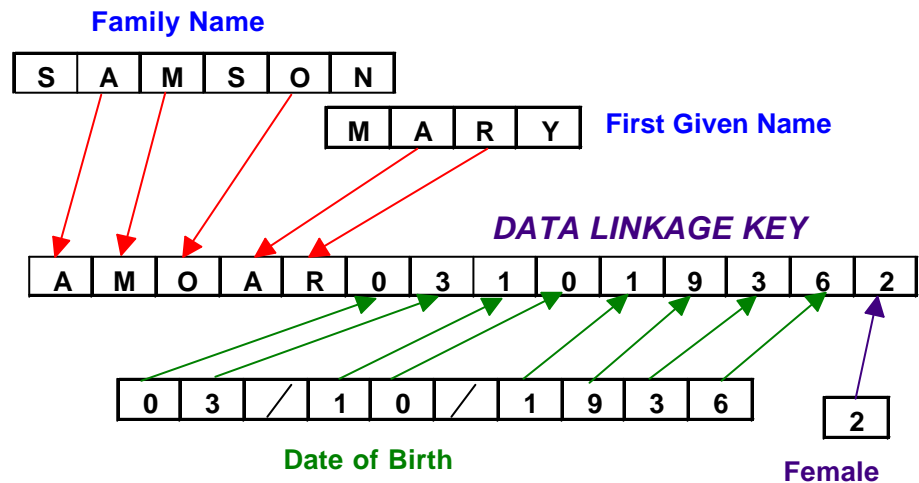 Family Name
S A M S O N
M A R Y First Given Name
DATA LINKAGE KEY
A M O A R 0 3 1 0 1 9 3 6 2
0 3 / 1 0 / 1 9 3 6
2
Date of Birth
Female